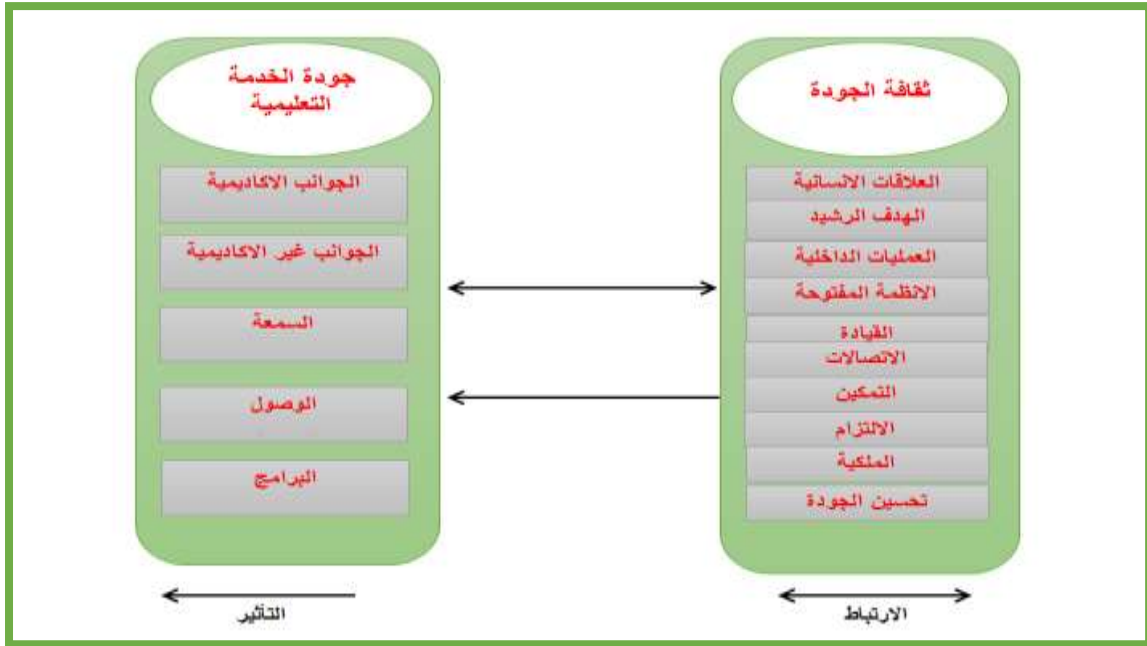 ثقافة الجودة
العلاقات الانسانية
الهدف الرشيد
العمليات الداخلية
الانظمة المفتوحة
القيادة
الاتصالات
التمكين
الالتزام
الملكية
تحسين الجودة
جودة الخدمة
التعليمية
الجوانب الاكاديمية
الجوانب غير الاكاديمية
السمعة
الوصول
البرامج
الارتباط
التأثير